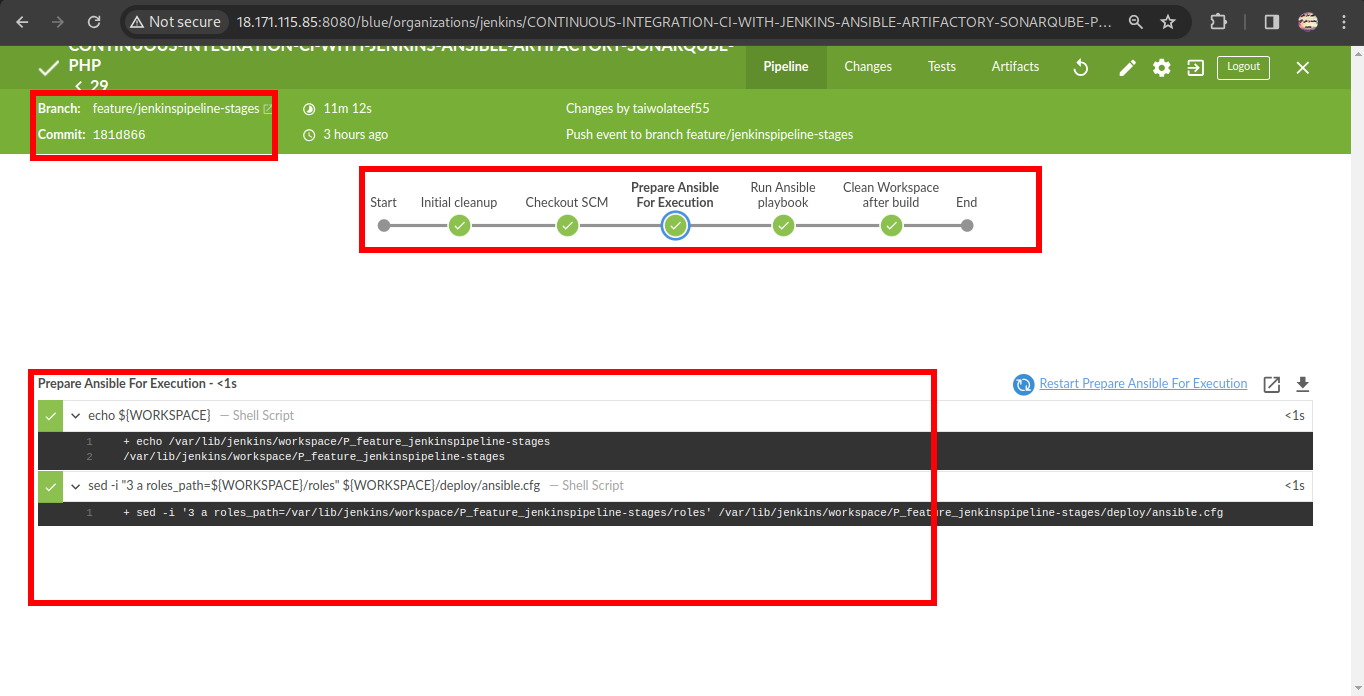 Not secure 18.171.115.85:8080/blue/organizations/jenkins/CONTINUOUS-INTEGRATION-CI-WITH-JENKINS-ANSIBLE-ARTIFACTORY-SONARQUBE-P...
CONTINUOUS-INTEGRATION-CI-WITH-JENKINS-ANSIBLE-ARTIFACTORY-SONARQUBE-
PHP
< 29
Pipeline Changes Tests Artifacts Logout
Branch: feature/jenkinspipeline-stages 11m 12s Changes by taiwolateef55
Commit: 181d866 3 hours ago Push event to branch feature/jenkinspipeline-stages
Start Initial cleanup Checkout SCM Prepare Ansible For Execution Run Ansible playbook Clean Workspace after build End
Prepare Ansible For Execution - <1s Restart Prepare Ansible For Execution
echo ${WORKSPACE} — Shell Script <1s
1 + echo /var/lib/jenkins/workspace/P_feature_jenkinspipeline-stages
2 /var/lib/jenkins/workspace/P_feature_jenkinspipeline-stages
sed -i "3 a roles_path=${WORKSPACE}/roles" ${WORKSPACE}/deploy/ansible.cfg — Shell Script <1s
1 + sed -i '3 a roles_path=/var/lib/jenkins/workspace/P_feature_jenkinspipeline-stages/roles' /var/lib/jenkins/workspace/P_feature_jenkinspipeline-stages/deploy/ansible.cfg